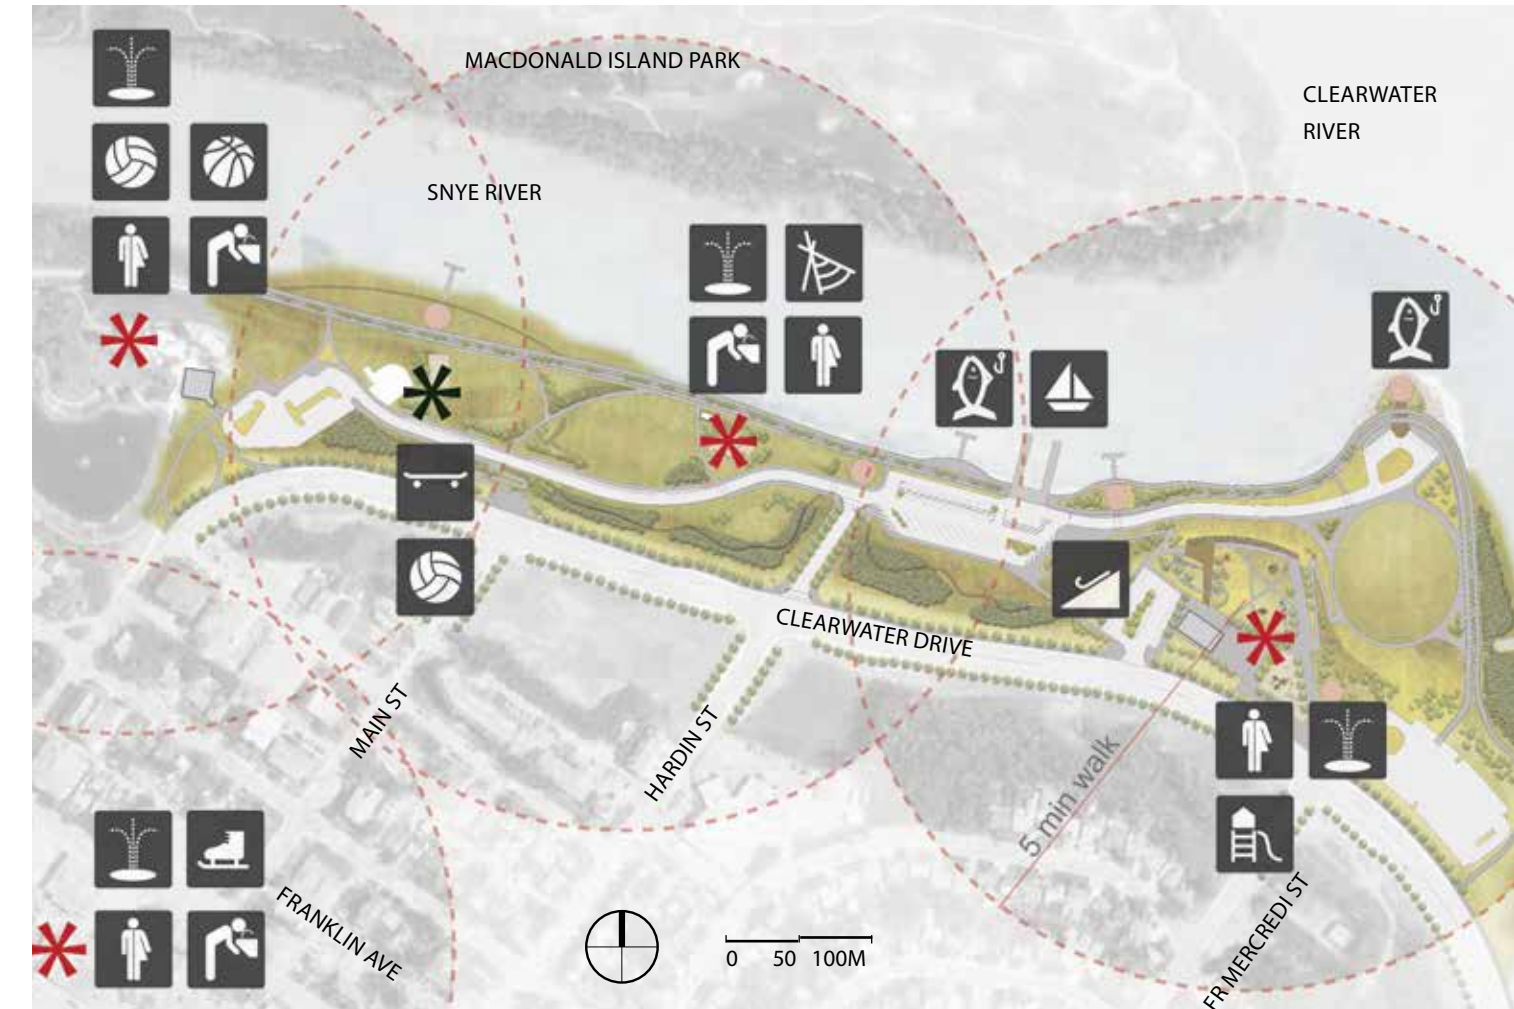 MACDONALD ISLAND PARK
CLEARWATER
RIVER
SNYE RIVER
CLEARWATER DRIVE
MAIN ST
HARDIN ST
5 min walk
FR MERCREDI ST
FRANKLIN AVE
0 50 100M